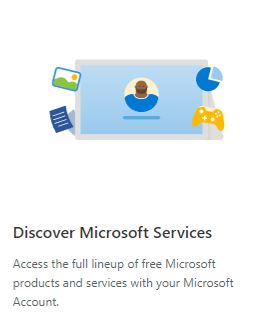 Discover Microsoft Services
Access the full lineup of free Microsoft
products and services with your Microsoft
Account.